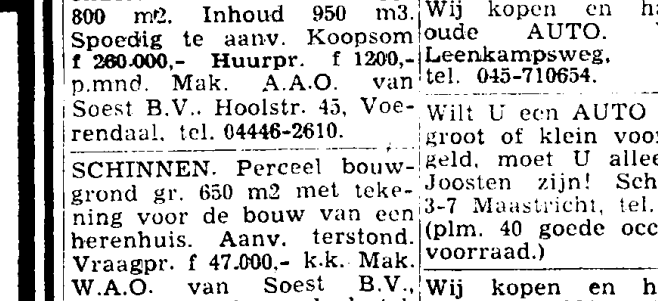 800 m2. Inhoud 950 m3.
Spoedig te aanv. Koopsom
f 260.000,- Huurpr. f 1200,-
p.mnd. Mak. A.A.O. van
Soest B.V., Hoolstr. 45, Voe-
rendaal, tel. 04446-2610.
SCHINNEN. Perceel bouw-
grond gr. 650 m2 met teke-
ning voor de bouw van een
herenhuis. Aanv. terstond.
Vraagpr. f 47.000,- k.k. Mak.
W.A.O. van Soest B.V.,
Wij kopen en
oude AUTO.
Leenkampsweg,
tel. 045-710654.
Wilt U een AUTO
groot of klein
geld, moet U
Joosten zijn!
3-7 Maastricht, tel.
(plm. 40 goede
voorraad.)
Wij kopen en